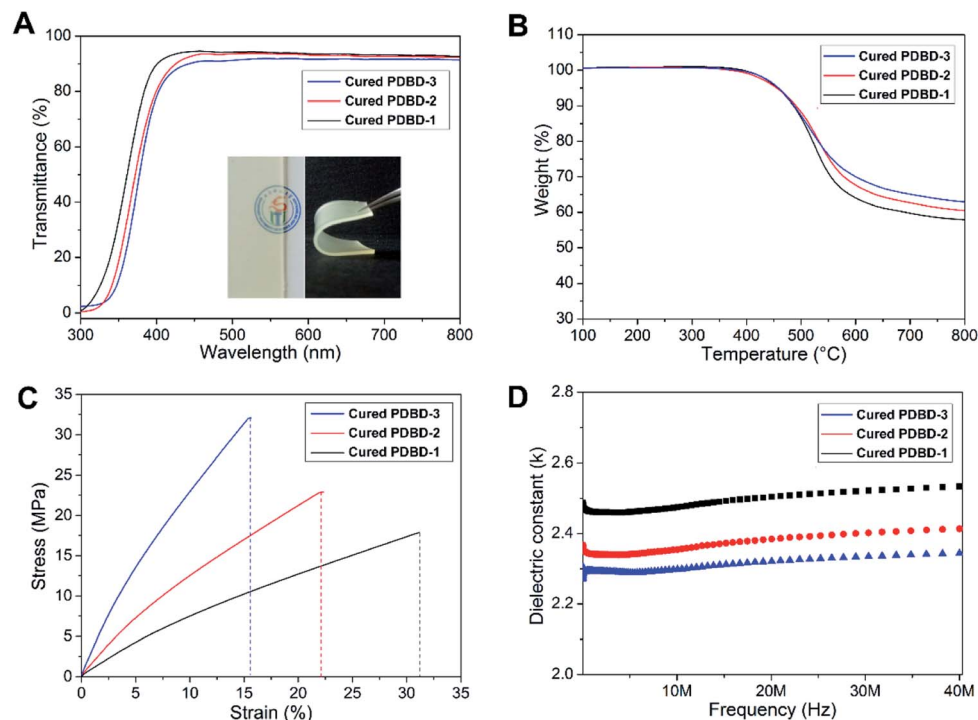 A
100
80
60
40
20
0
Transmittance (%)
Cured PDBD-3
Cured PDBD-2
Cured PDBD-1
300
400
500
600
700
800
Wavelength (nm)
B
110
100
90
80
70
60
50
40
30
Weight (%)
Cured PDBD-3
Cured PDBD-2
Cured PDBD-1
100
200
300
400
500
600
700
800
Temperature (°C)
C
35
30
25
20
15
10
5
0
Stress (MPa)
Cured PDBD-3
Cured PDBD-2
Cured PDBD-1
0
5
10
15
20
25
30
35
Strain (%)
D
2.8
2.6
2.4
2.2
2.0
Dielectric constant (k)
Cured PDBD-3
Cured PDBD-2
Cured PDBD-1
10M
20M
30M
40M
Frequency (Hz)